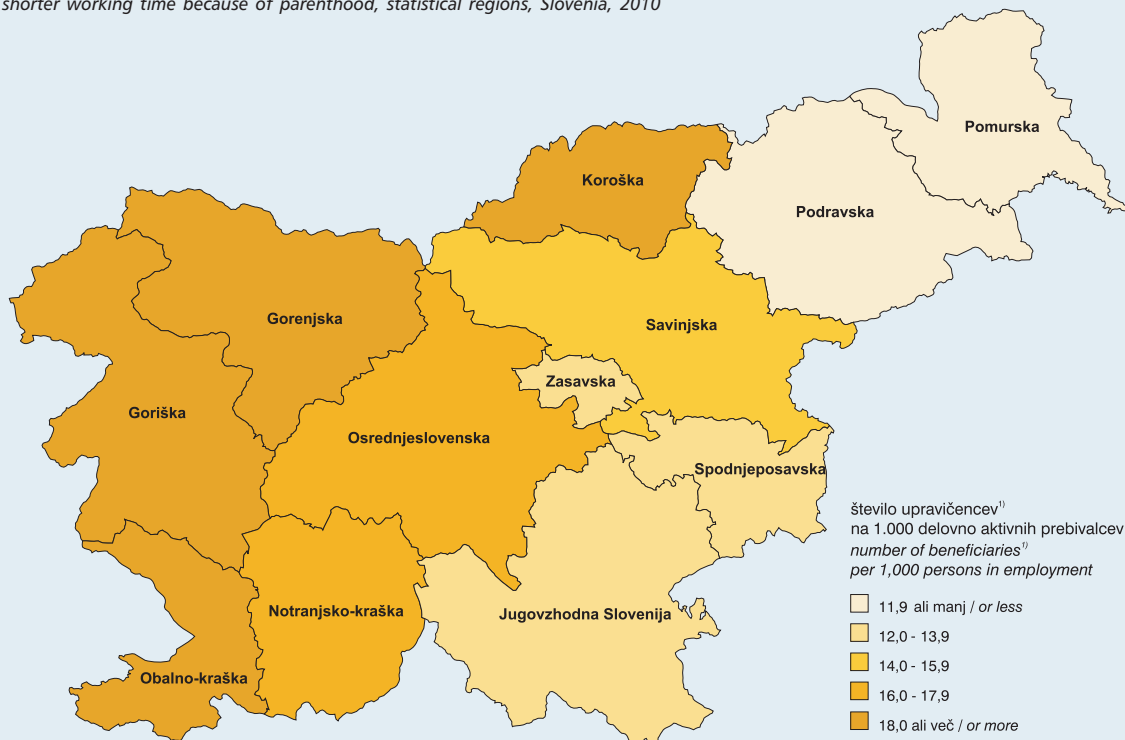 shorter working time because of parenthood, statistical regions, Slovenia, 2010
Pomurska
Koroška
Podravska
Gorenjska
Savinjska
Zasavska
Goriška
Osrednjeslovenska
Spodnjeposavska
Notranjsko-kraška
Jugovzhodna Slovenija
Obalno-kraška
število upravičencev¹⁾
na 1.000 delovno aktivnih prebivalcev
number of beneficiaries¹⁾
per 1,000 persons in employment
11,9 ali manj / or less
12,0 - 13,9
14,0 - 15,9
16,0 - 17,9
18,0 ali več / or more